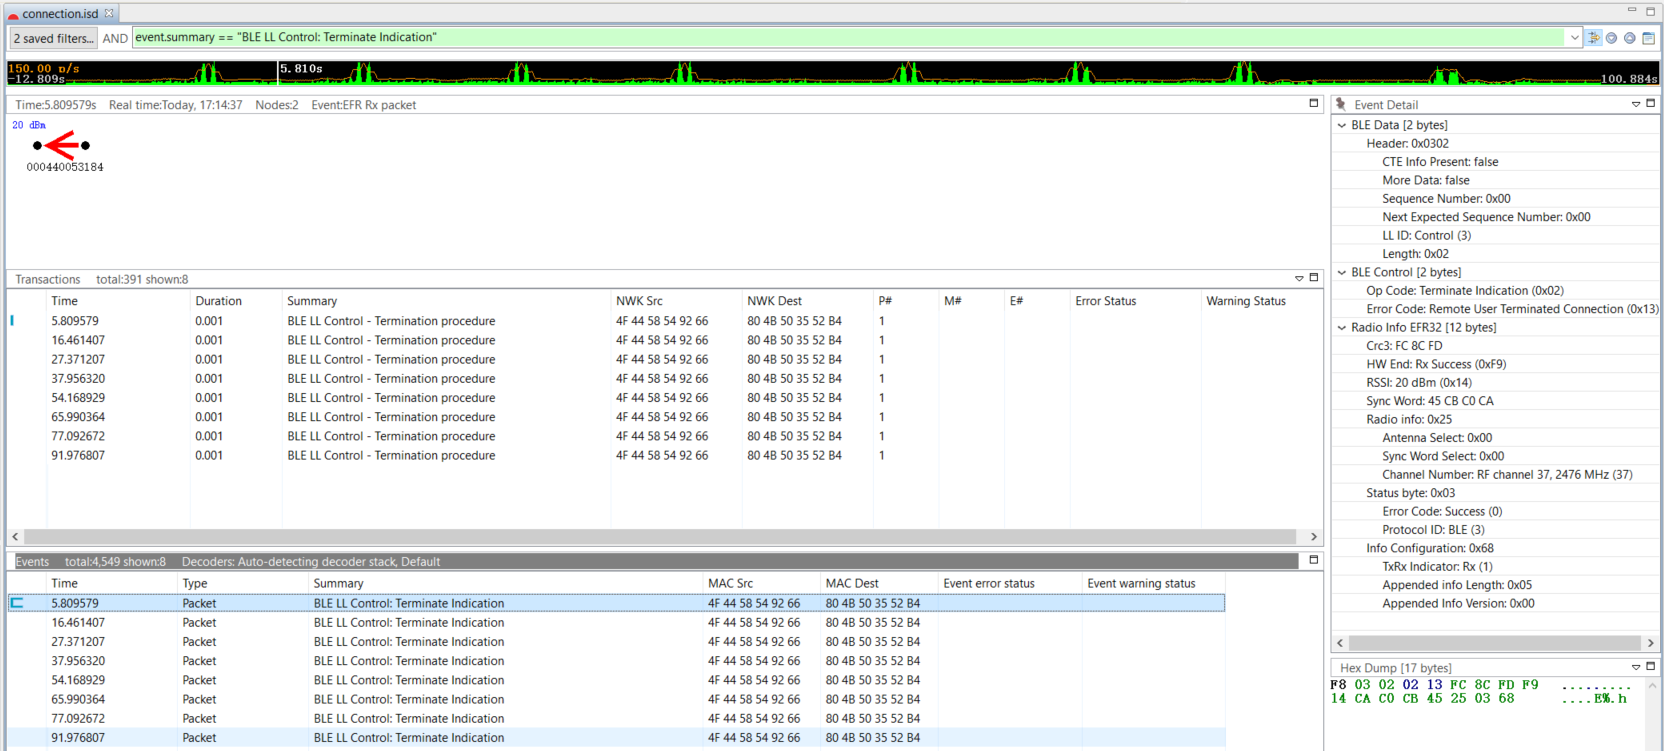 connection.isd
2 saved filters... AND event.summary == "BLE LL Control: Terminate Indication"
150.00 p/s
-12.809s
5.810s
100.884s
Time:5.809579s Real time:Today, 17:14:37 Nodes:2 Event:EFR Rx packet
20 dBm
000440053184
Transactions total:391 shown:8
Time Duration Summary NWK Src NWK Dest P# M# E# Error Status Warning Status
5.809579 0.001 BLE LL Control - Termination procedure 4F 44 58 54 92 66 80 4B 50 35 52 B4 1
16.461407 0.001 BLE LL Control - Termination procedure 4F 44 58 54 92 66 80 4B 50 35 52 B4 1
27.371207 0.001 BLE LL Control - Termination procedure 4F 44 58 54 92 66 80 4B 50 35 52 B4 1
37.956320 0.001 BLE LL Control - Termination procedure 4F 44 58 54 92 66 80 4B 50 35 52 B4 1
54.168929 0.001 BLE LL Control - Termination procedure 4F 44 58 54 92 66 80 4B 50 35 52 B4 1
65.990364 0.001 BLE LL Control - Termination procedure 4F 44 58 54 92 66 80 4B 50 35 52 B4 1
77.092672 0.001 BLE LL Control - Termination procedure 4F 44 58 54 92 66 80 4B 50 35 52 B4 1
91.976807 0.001 BLE LL Control - Termination procedure 4F 44 58 54 92 66 80 4B 50 35 52 B4 1
Events total:4,549 shown:8 Decoders: Auto-detecting decoder stack, Default
Time Type Summary MAC Src MAC Dest Event error status Event warning status
5.809579 Packet BLE LL Control: Terminate Indication 4F 44 58 54 92 66 80 4B 50 35 52 B4
16.461407 Packet BLE LL Control: Terminate Indication 4F 44 58 54 92 66 80 4B 50 35 52 B4
27.371207 Packet BLE LL Control: Terminate Indication 4F 44 58 54 92 66 80 4B 50 35 52 B4
37.956320 Packet BLE LL Control: Terminate Indication 4F 44 58 54 92 66 80 4B 50 35 52 B4
54.168929 Packet BLE LL Control: Terminate Indication 4F 44 58 54 92 66 80 4B 50 35 52 B4
65.990364 Packet BLE LL Control: Terminate Indication 4F 44 58 54 92 66 80 4B 50 35 52 B4
77.092672 Packet BLE LL Control: Terminate Indication 4F 44 58 54 92 66 80 4B 50 35 52 B4
91.976807 Packet BLE LL Control: Terminate Indication 4F 44 58 54 92 66 80 4B 50 35 52 B4
Event Detail
BLE Data [2 bytes]
Header: 0x0302
CTE Info Present: false
More Data: false
Sequence Number: 0x00
Next Expected Sequence Number: 0x00
LL ID: Control (3)
Length: 0x02
BLE Control [2 bytes]
Op Code: Terminate Indication (0x02)
Error Code: Remote User Terminated Connection (0x13)
Radio Info EFR32 [12 bytes]
Crc3: FC 8C FD
HW End: Rx Success (0xF9)
RSSI: 20 dBm (0x14)
Sync Word: 45 CB C0 CA
Radio info: 0x25
Antenna Select: 0x00
Sync Word Select: 0x00
Channel Number: RF channel 37, 2476 MHz (37)
Status byte: 0x03
Error Code: Success (0)
Protocol ID: BLE (3)
Info Configuration: 0x68
TxRx Indicator: Rx (1)
Appended info Length: 0x05
Appended Info Version: 0x00
Hex Dump [17 bytes]
F8 03 02 02 13 FC 8C FD F9 .........
14 CA C0 CB 45 25 03 68 ....E%.h